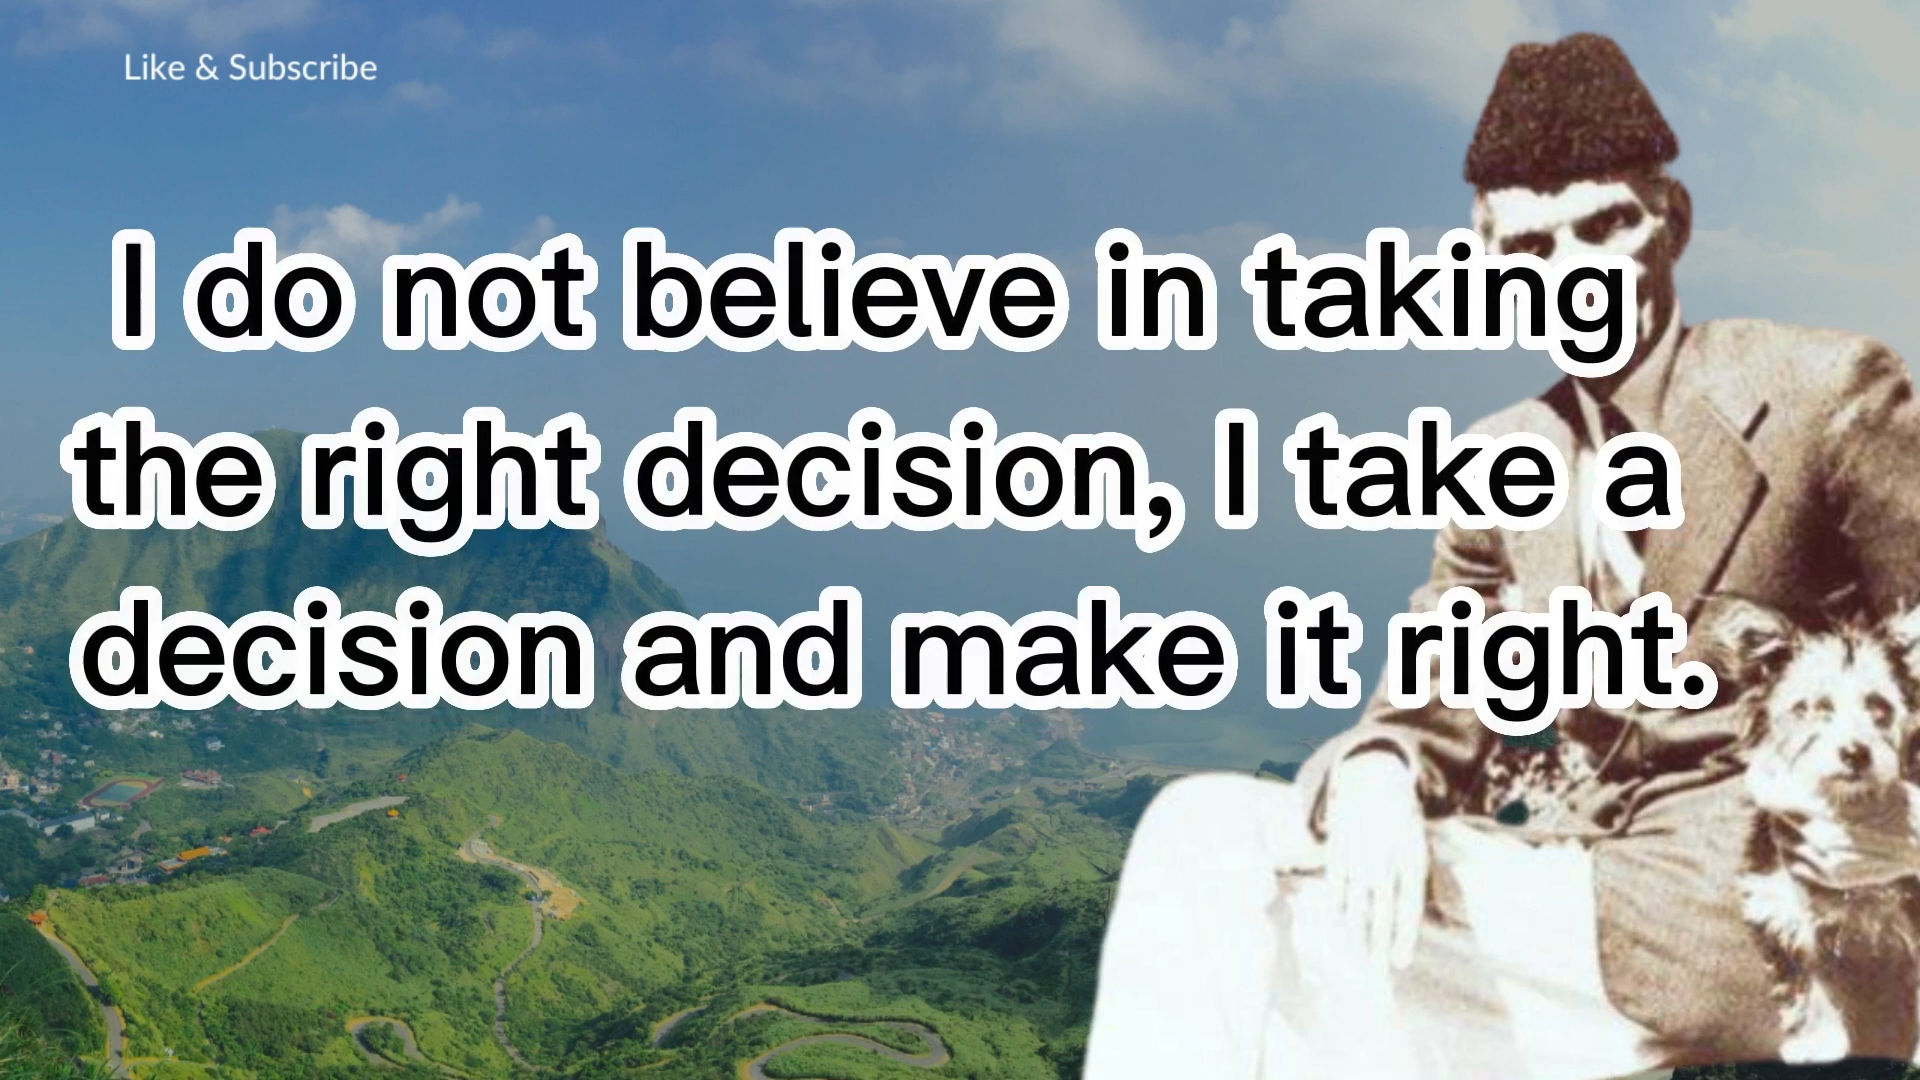 Like & Subscribe
I do not believe in taking
the right decision, I take a
decision and make it right.